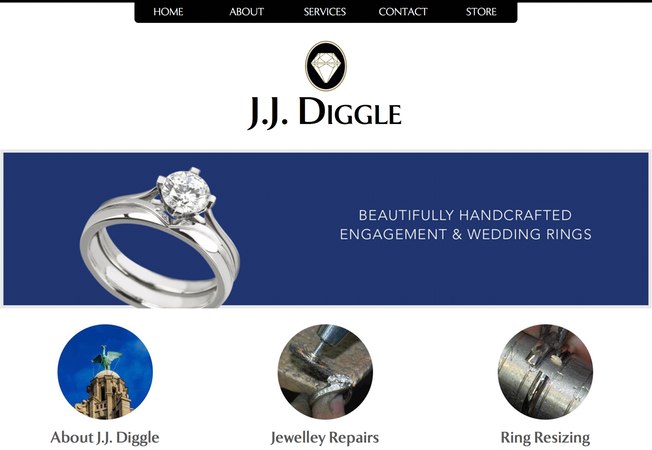 HOME ABOUT SERVICES CONTACT STORE
J.J. Diggle
BEAUTIFULLY HANDCRAFTED
ENGAGEMENT & WEDDING RINGS
About J.J. Diggle Jewelley Repairs Ring Resizing